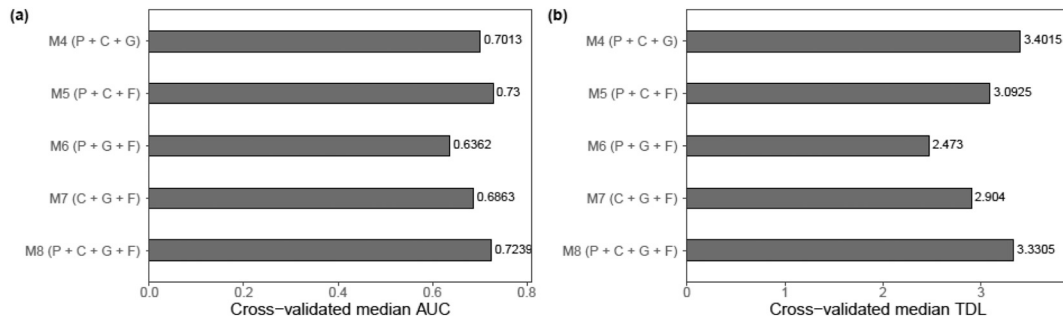 (a)
M4 (P + C + G)
0.7013
M5 (P + C + F)
0.73
M6 (P + G + F)
0.6362
M7 (C + G + F)
0.6863
M8 (P + C + G + F)
0.7239
0.0 0.2 0.4 0.6 0.8
Cross-validated median AUC
(b)
M4 (P + C + G)
3.4015
M5 (P + C + F)
3.0925
M6 (P + G + F)
2.473
M7 (C + G + F)
2.904
M8 (P + C + G + F)
3.3305
0 1 2 3
Cross-validated median TDL